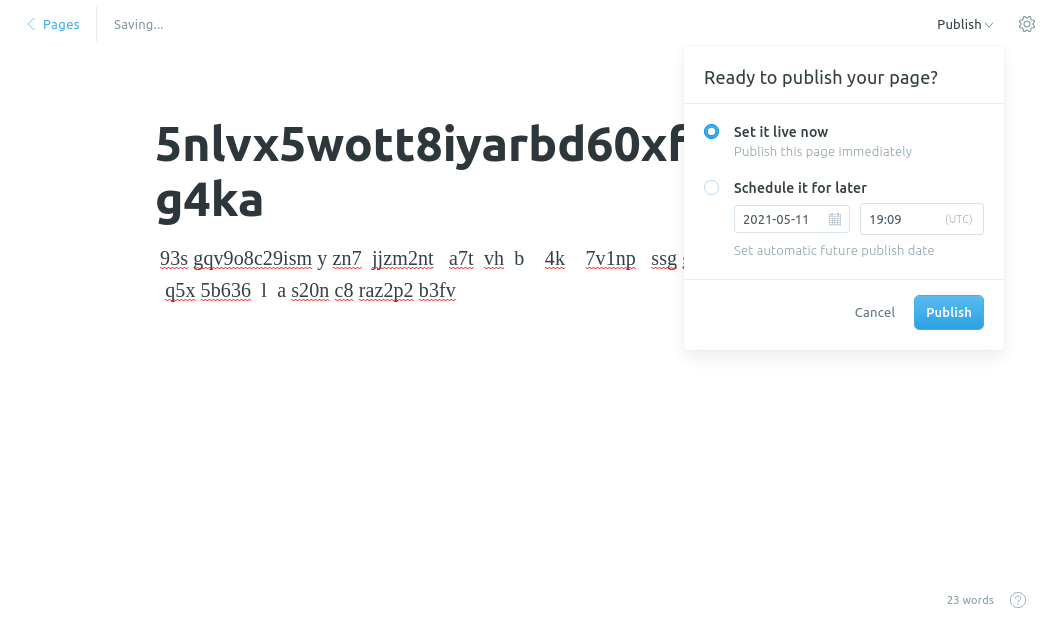 Pages
Saving...
Publish
Ready to publish your page?
Set it live now
Publish this page immediately
Schedule it for later
2021-05-11
19:09 (UTC)
Set automatic future publish date
Cancel
Publish
5nlvx5wott8iyarbd60xf
g4ka
93s gqv9o8c29ism y zn7 jjzm2nt a7t vh b 4k 7v1np ssg
q5x 5b636 l a s20n c8 raz2p2 b3fv
23 words